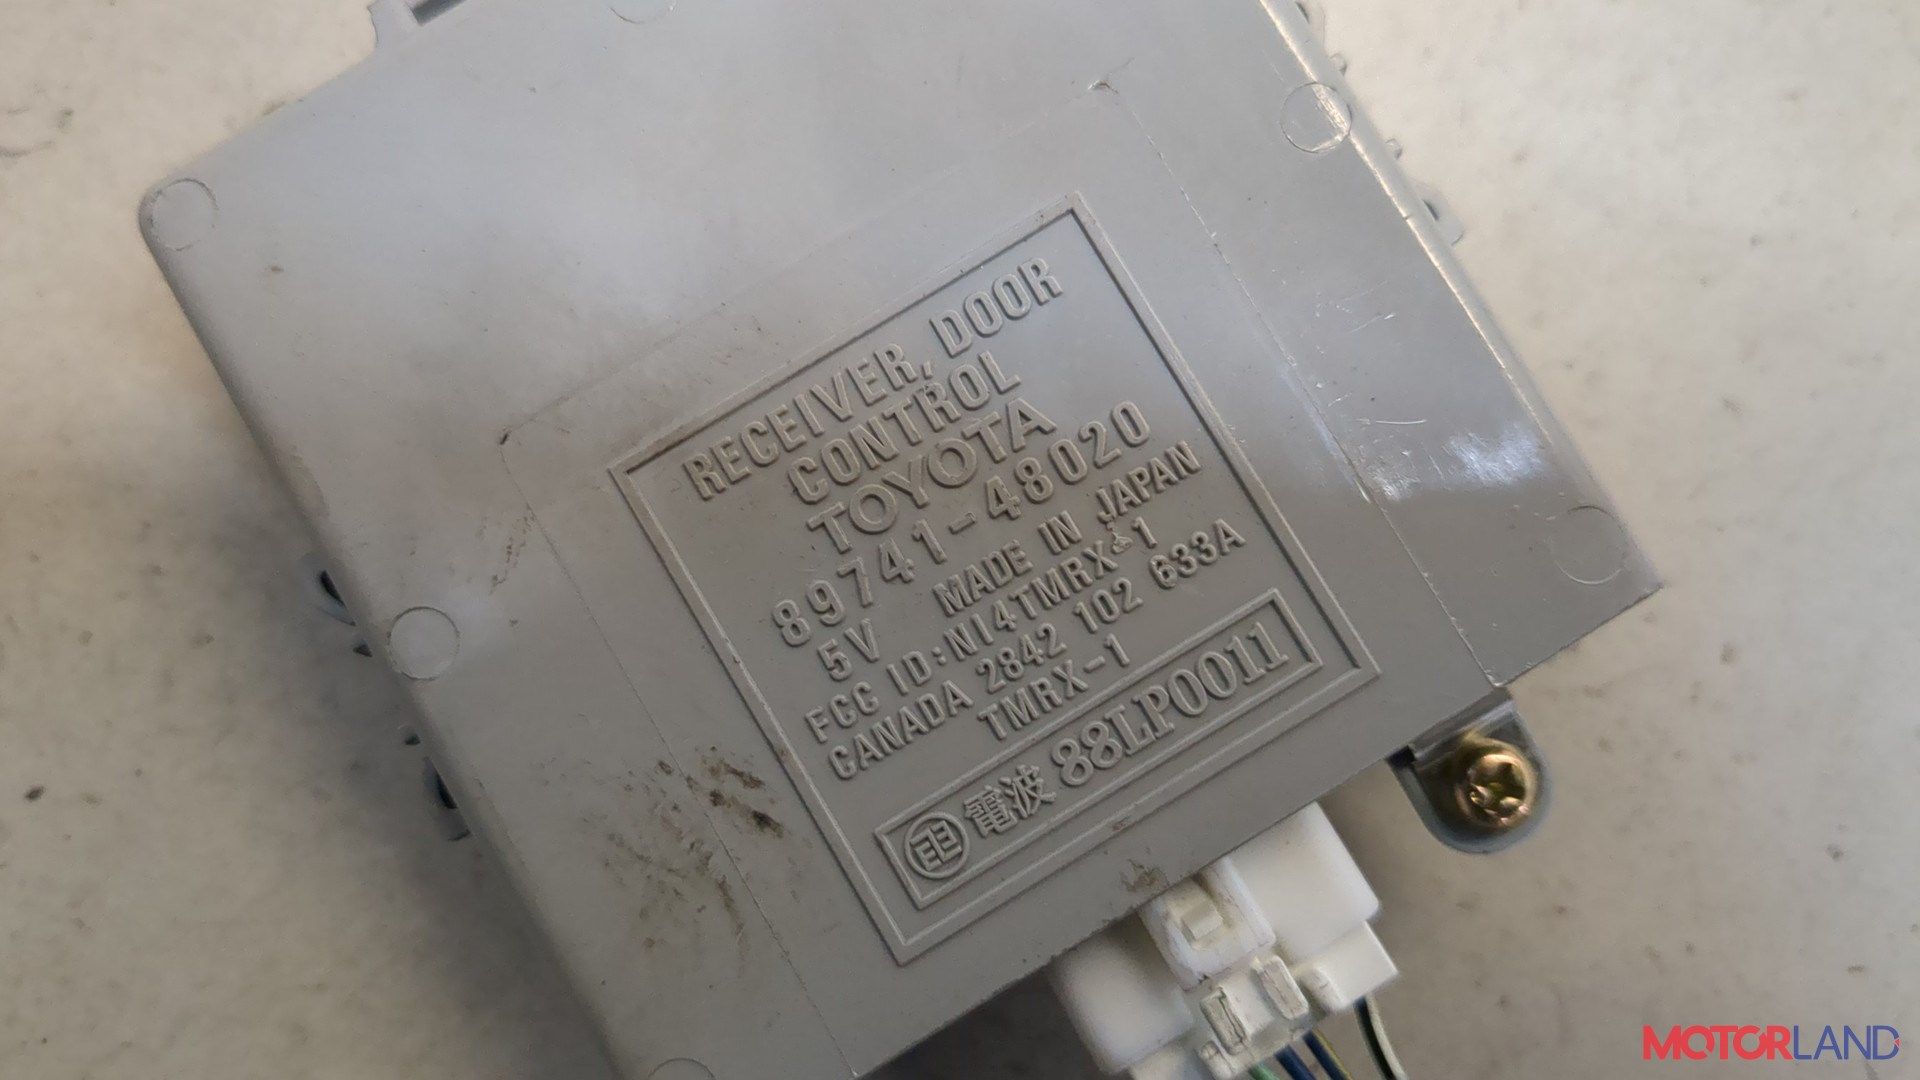 RECEIVER, DOOR
CONTROL
TOYOTA
89741-48020
5V MADE IN JAPAN
FCC ID:NI4TMRX-1
CANADA 2842 102 633A
TMRX-1
電波 88LP0011
MOTORLAND